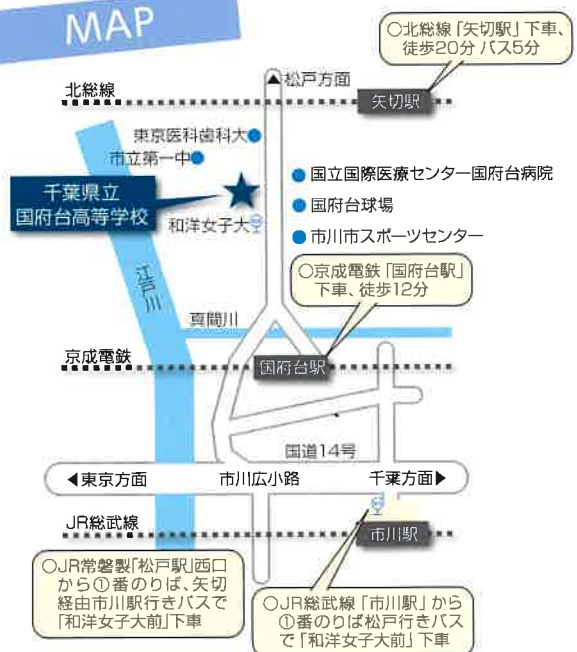 MAP
○北総線「矢切駅」下車、
徒歩20分 バス5分
▲松戸方面
北総線
矢切駅
東京医科歯科大
市立第一中
千葉県立
国府台高等学校
和洋女子大
国立国際医療センター国府台病院
国府台球場
市川市スポーツセンター
○京成電鉄「国府台駅」
下車、徒歩12分
江戸川
真間川
京成電鉄
国府台駅
国道14号
◀東京方面
市川広小路
千葉方面▶
JR総武線
市川駅
○JR常磐製「松戸駅」西口
から①番のりば、矢切
経由市川駅行きバスで
「和洋女子大前」下車
○JR総武線「市川駅」から
①番のりば松戸行きバス
で「和洋女子大前」下車